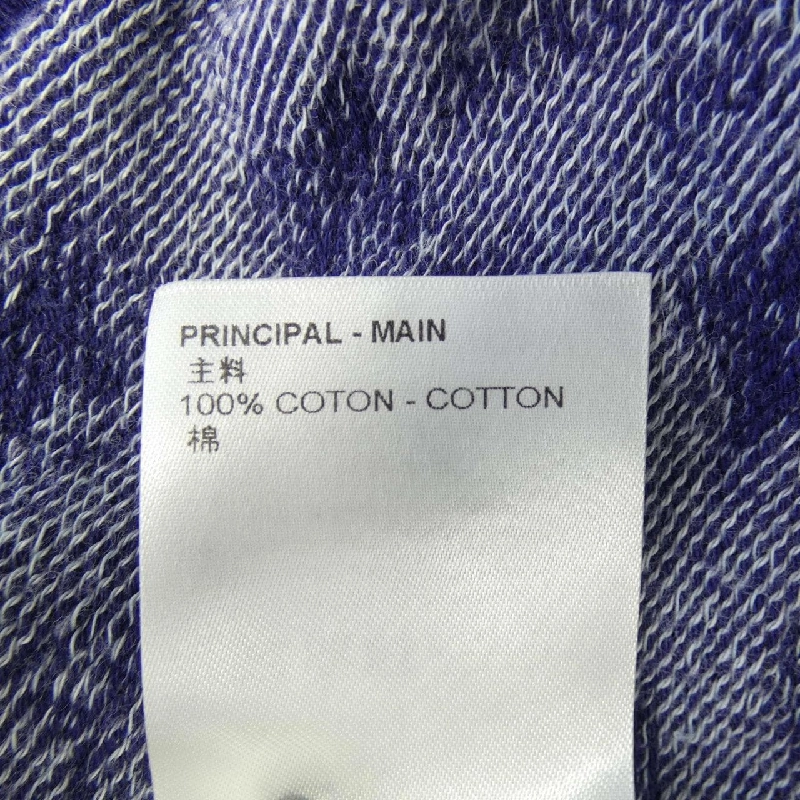 PRINCIPAL - MAIN
主料
100% COTON - COTTON
棉